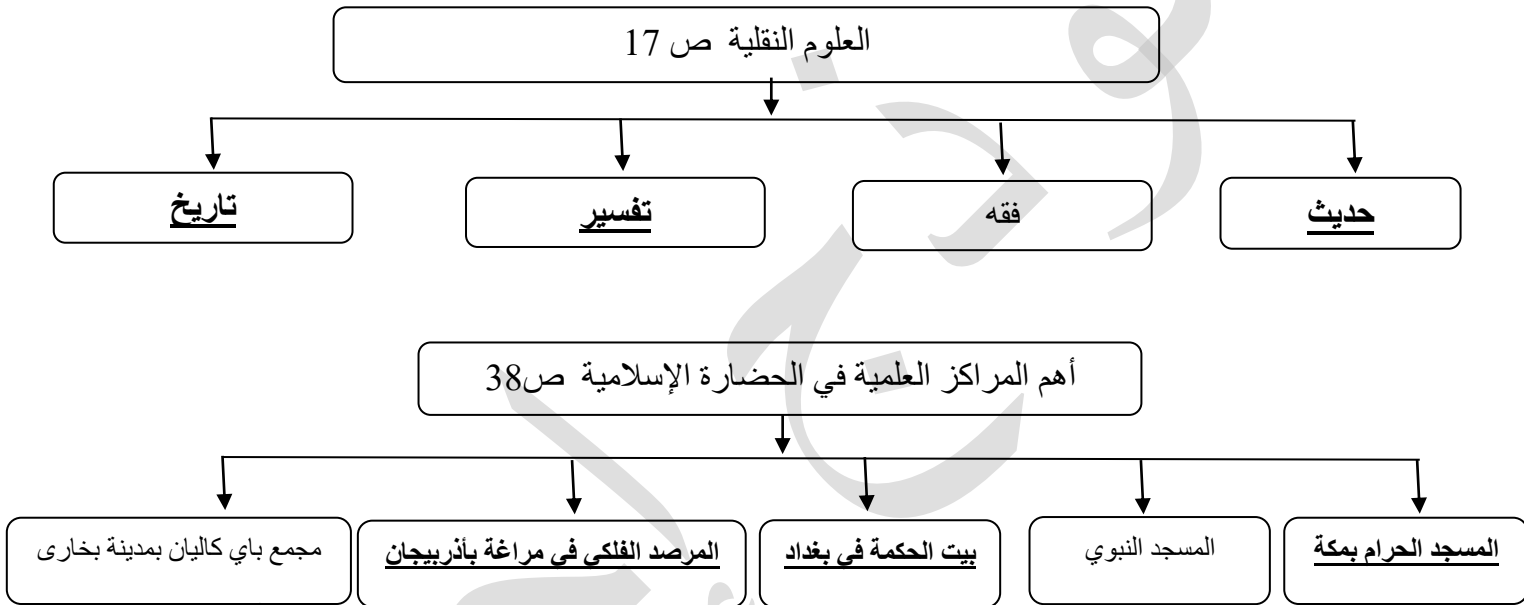 العلوم النقلية ص 17
حديث
فقه
تفسير
تاريخ
أهم المراكز العلمية في الحضارة الإسلامية ص38
المسجد الحرام بمكة
المسجد النبوي
بيت الحكمة في بغداد
المرصد الفلكي في مراغة بأذربيجان
مجمع باي كاليان بمدينة بخارى